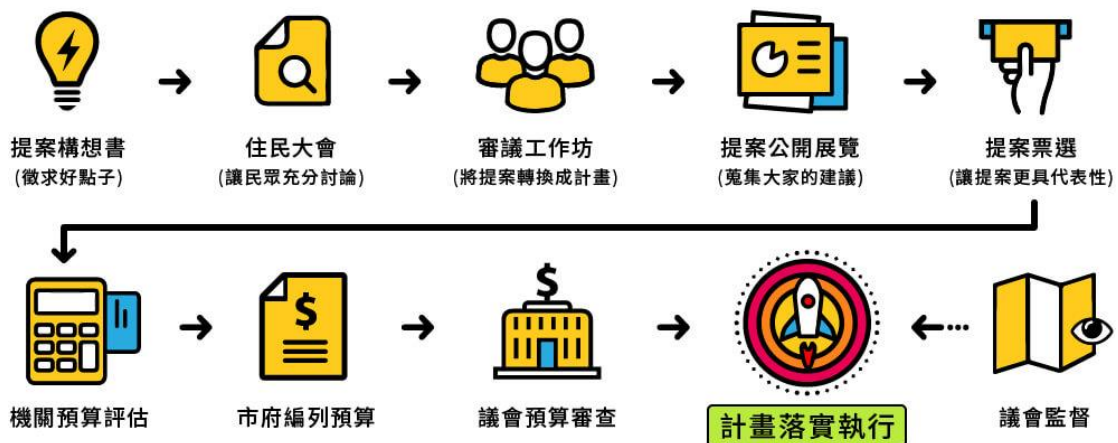 提案構想書
(徵求好點子)
住民大會
(讓民眾充分討論)
審議工作坊
(將提案轉換成計畫)
提案公開展覽
(蒐集大家的建議)
提案票選
(讓提案更具代表性)
$
$
機關預算評估
市府編列預算
議會預算審查
計畫落實執行
議會監督